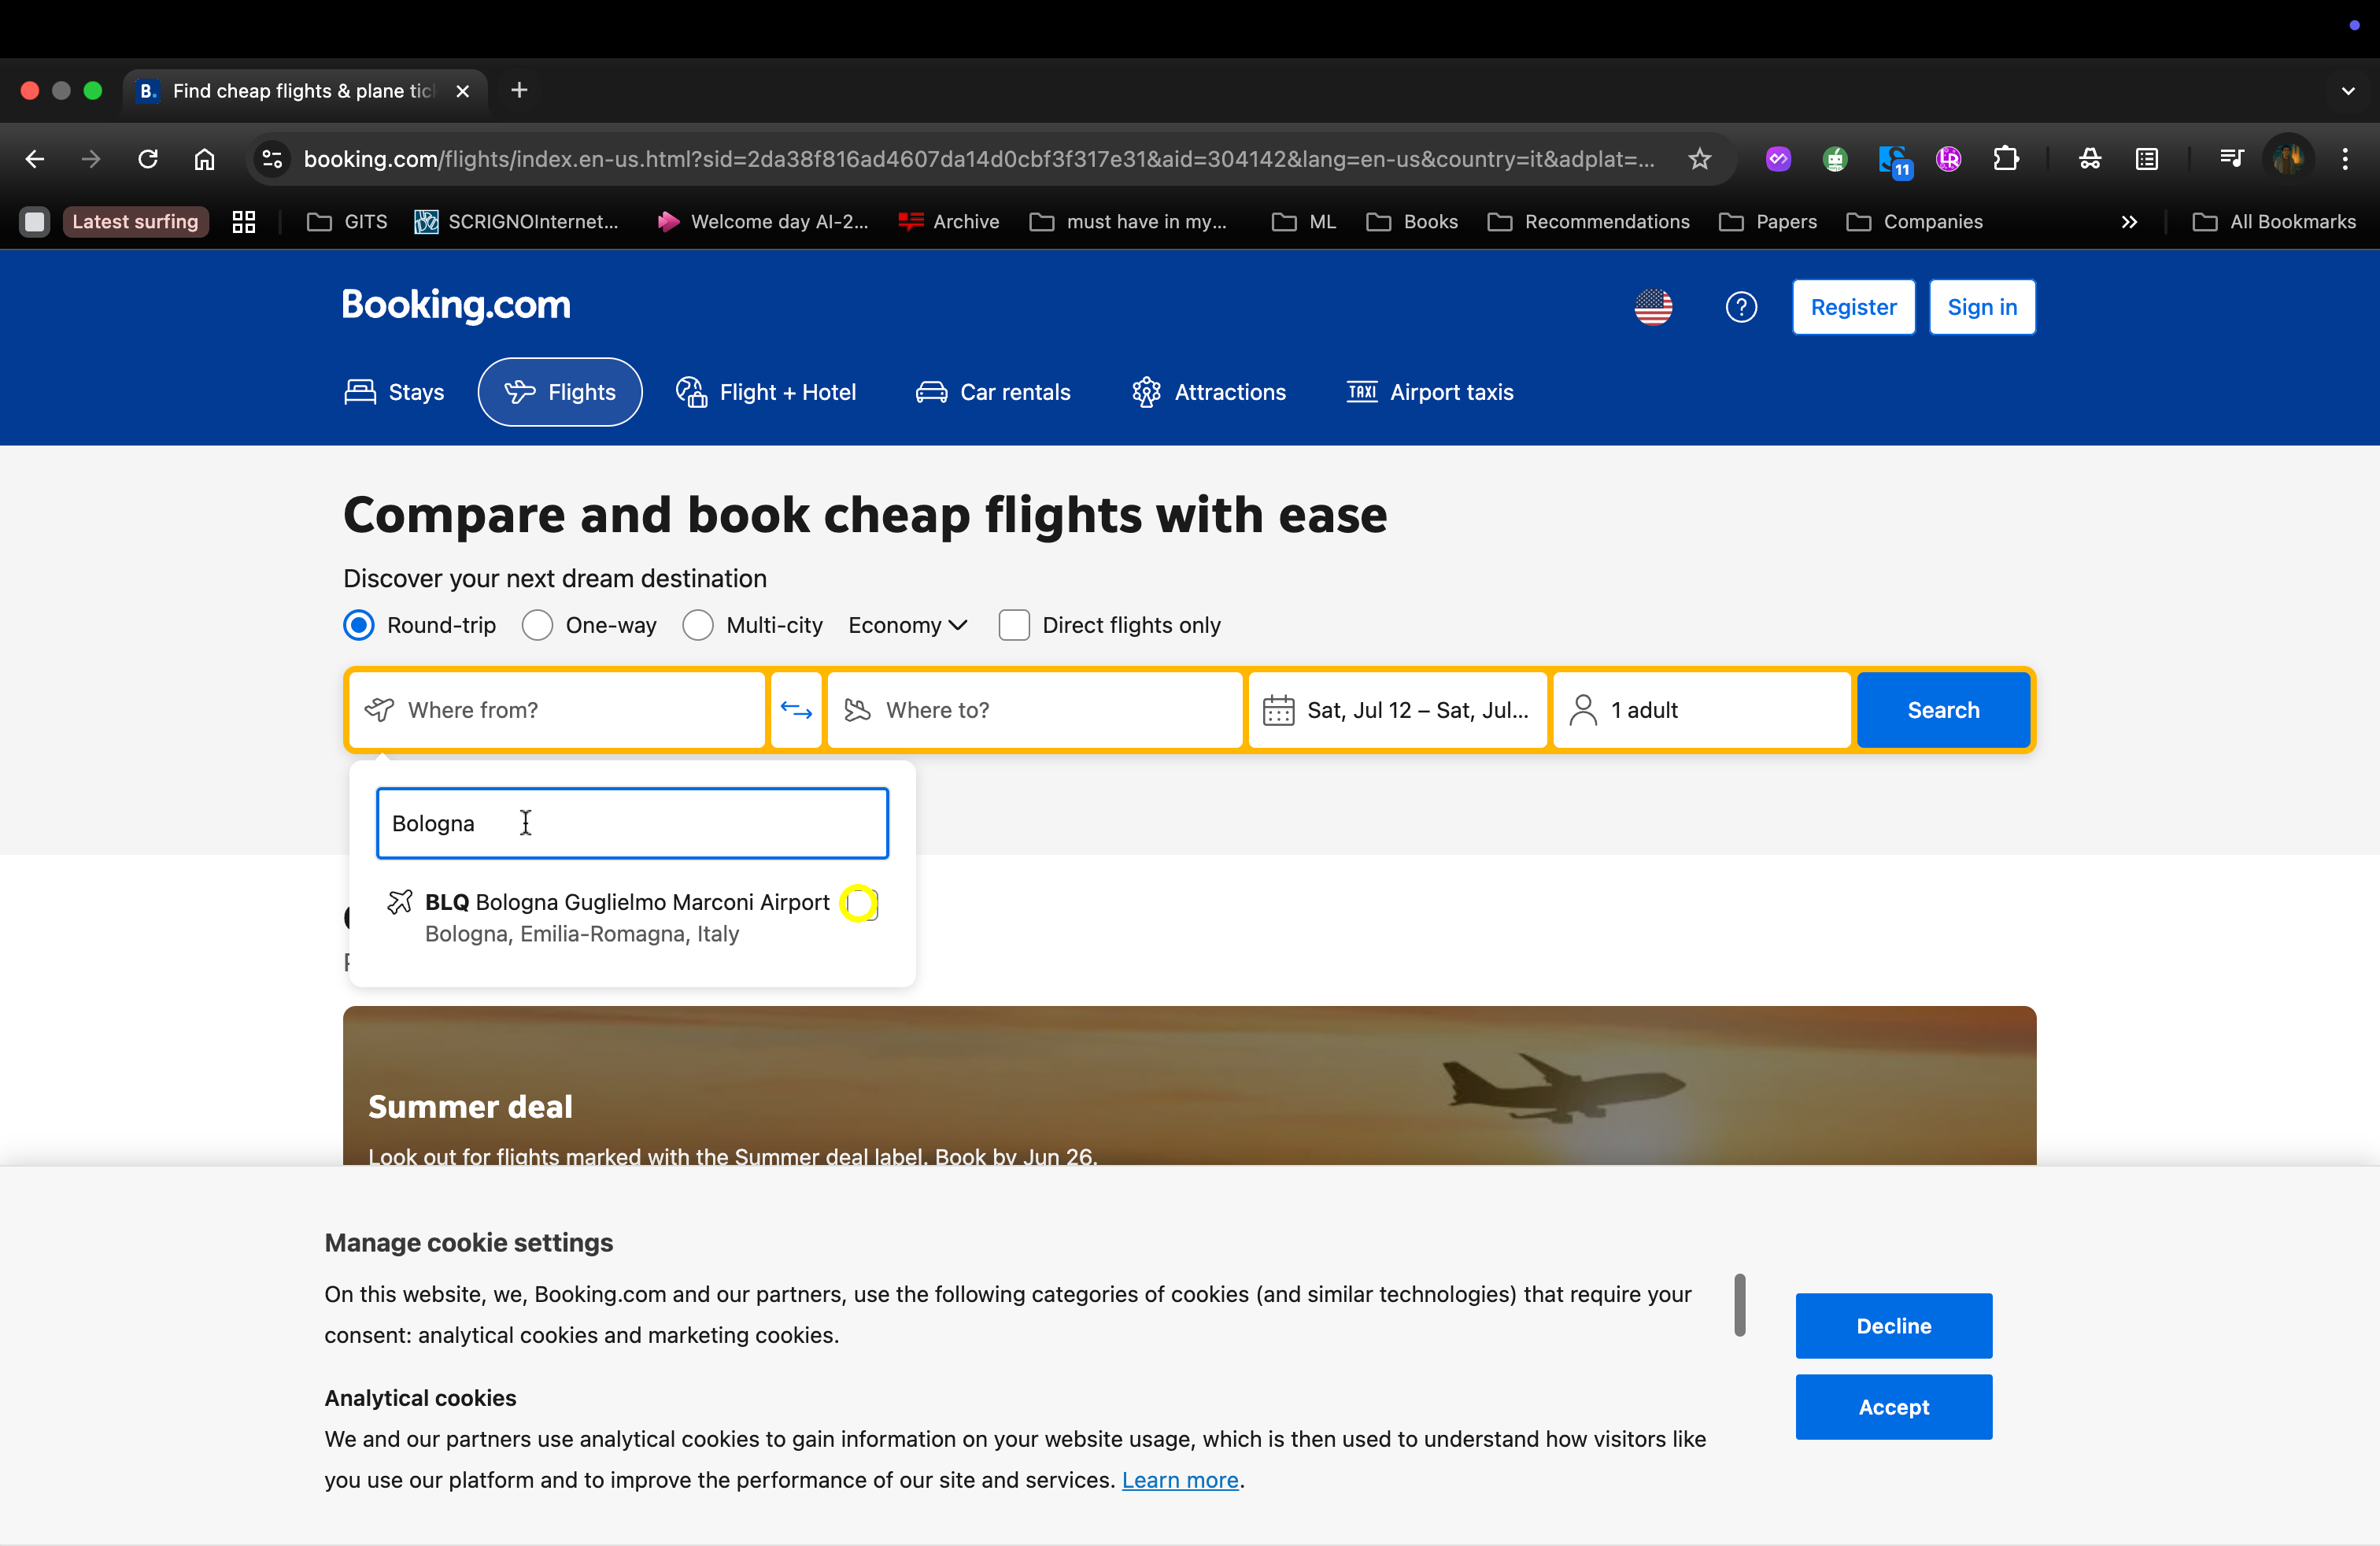 B. Find cheap flights & plane tic
booking.com/flights/index.en-us.html?sid=2da38f816ad4607da14d0cbf3f317e31&aid=304142&lang=en-us&country=it&adplat=...
11
Latest surfing GITS SCRIGNOInternet... Welcome day AI-2... Archive must have in my... ML Books Recommendations Papers Companies All Bookmarks
Booking.com
Register Sign in
Stays Flights Flight + Hotel Car rentals Attractions TAXI Airport taxis
Compare and book cheap flights with ease
Discover your next dream destination
Round-trip One-way Multi-city Economy Direct flights only
Where from? Where to? Sat, Jul 12 – Sat, Jul... 1 adult Search
Bologna
BLQ Bologna Guglielmo Marconi Airport
Bologna, Emilia-Romagna, Italy
Summer deal
Look out for flights marked with the Summer deal label. Book by Jun 26.
Manage cookie settings
On this website, we, Booking.com and our partners, use the following categories of cookies (and similar technologies) that require your
consent: analytical cookies and marketing cookies.
Decline
Analytical cookies
Accept
We and our partners use analytical cookies to gain information on your website usage, which is then used to understand how visitors like
you use our platform and to improve the performance of our site and services. Learn more.